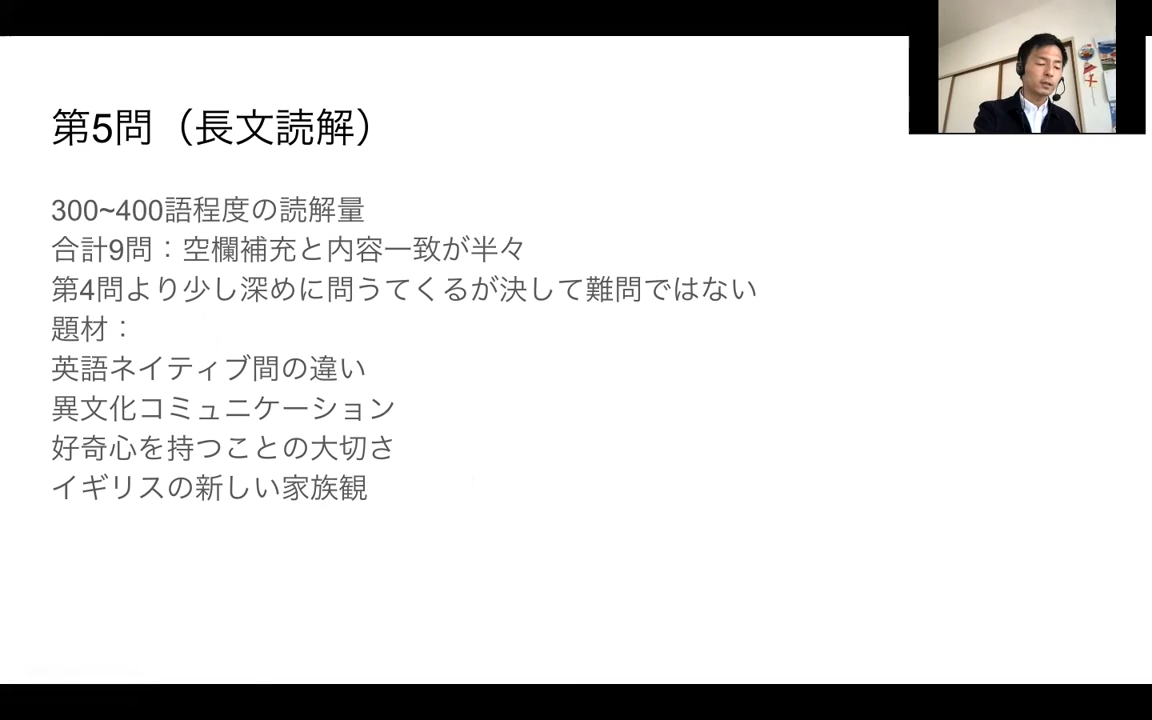 第5問（長文読解）
300~400語程度の読解量
合計9問：空欄補充と内容一致が半々
第4問より少し深めに問うてくるが決して難問ではない
題材：
英語ネイティブ間の違い
異文化コミュニケーション
好奇心を持つことの大切さ
イギリスの新しい家族観